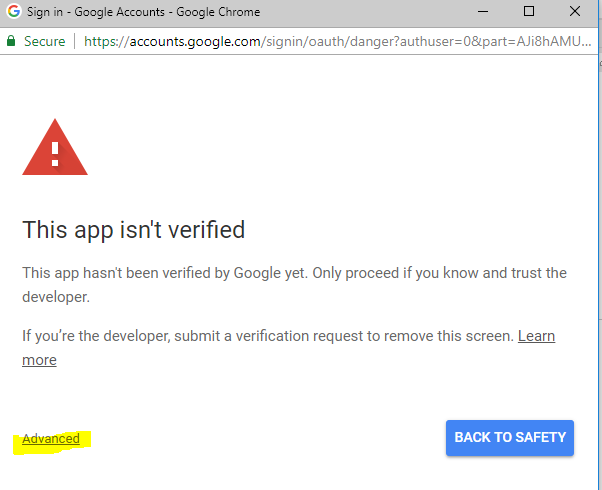 Sign in - Google Accounts - Google Chrome
Secure | https://accounts.google.com/signin/oauth/danger?authuser=0&part=AJi8hAMU...
This app isn't verified
This app hasn't been verified by Google yet. Only proceed if you know and trust the
developer.
If you’re the developer, submit a verification request to remove this screen. Learn
more
Advanced
BACK TO SAFETY